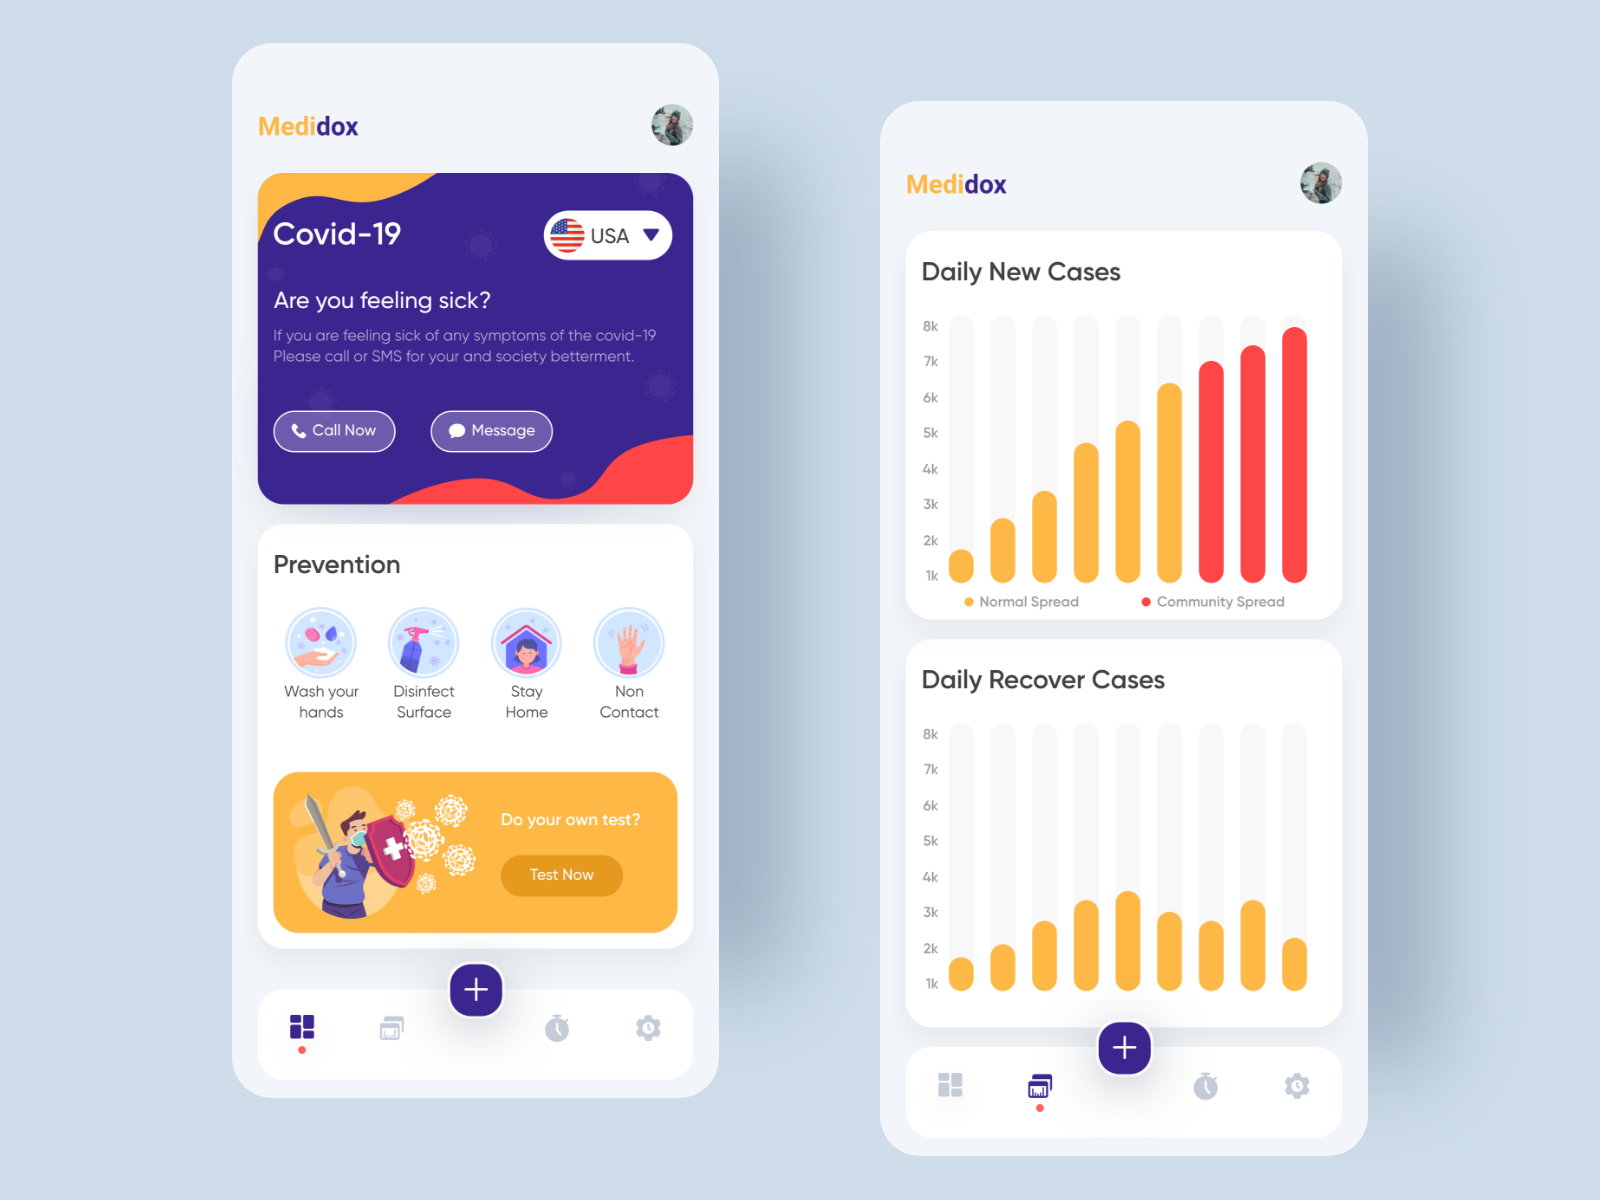 Medidox
Covid-19
USA
Are you feeling sick?
If you are feeling sick of any symptoms of the covid-19
Please call or SMS for your and society betterment.
Call Now
Message
Prevention
Wash your
hands
Disinfect
Surface
Stay
Home
Non
Contact
Do your own test?
Test Now
Medidox
Daily New Cases
8k
7k
6k
5k
4k
3k
2k
1k
Normal Spread
Community Spread
Daily Recover Cases
8k
7k
6k
5k
4k
3k
2k
1k